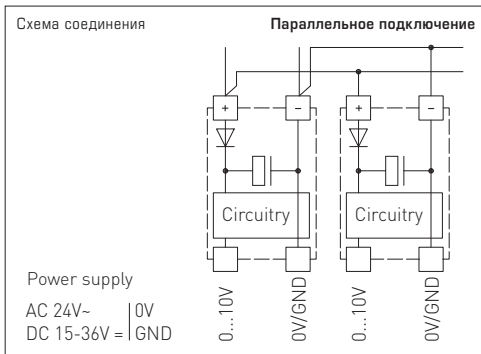 Схема соединения
Параллельное подключение
+ − + −
Circuitry
Circuitry
Power supply
AC 24V~ 0V
DC 15-36V = GND
0...10V
0V/GND
0...10V
0V/GND